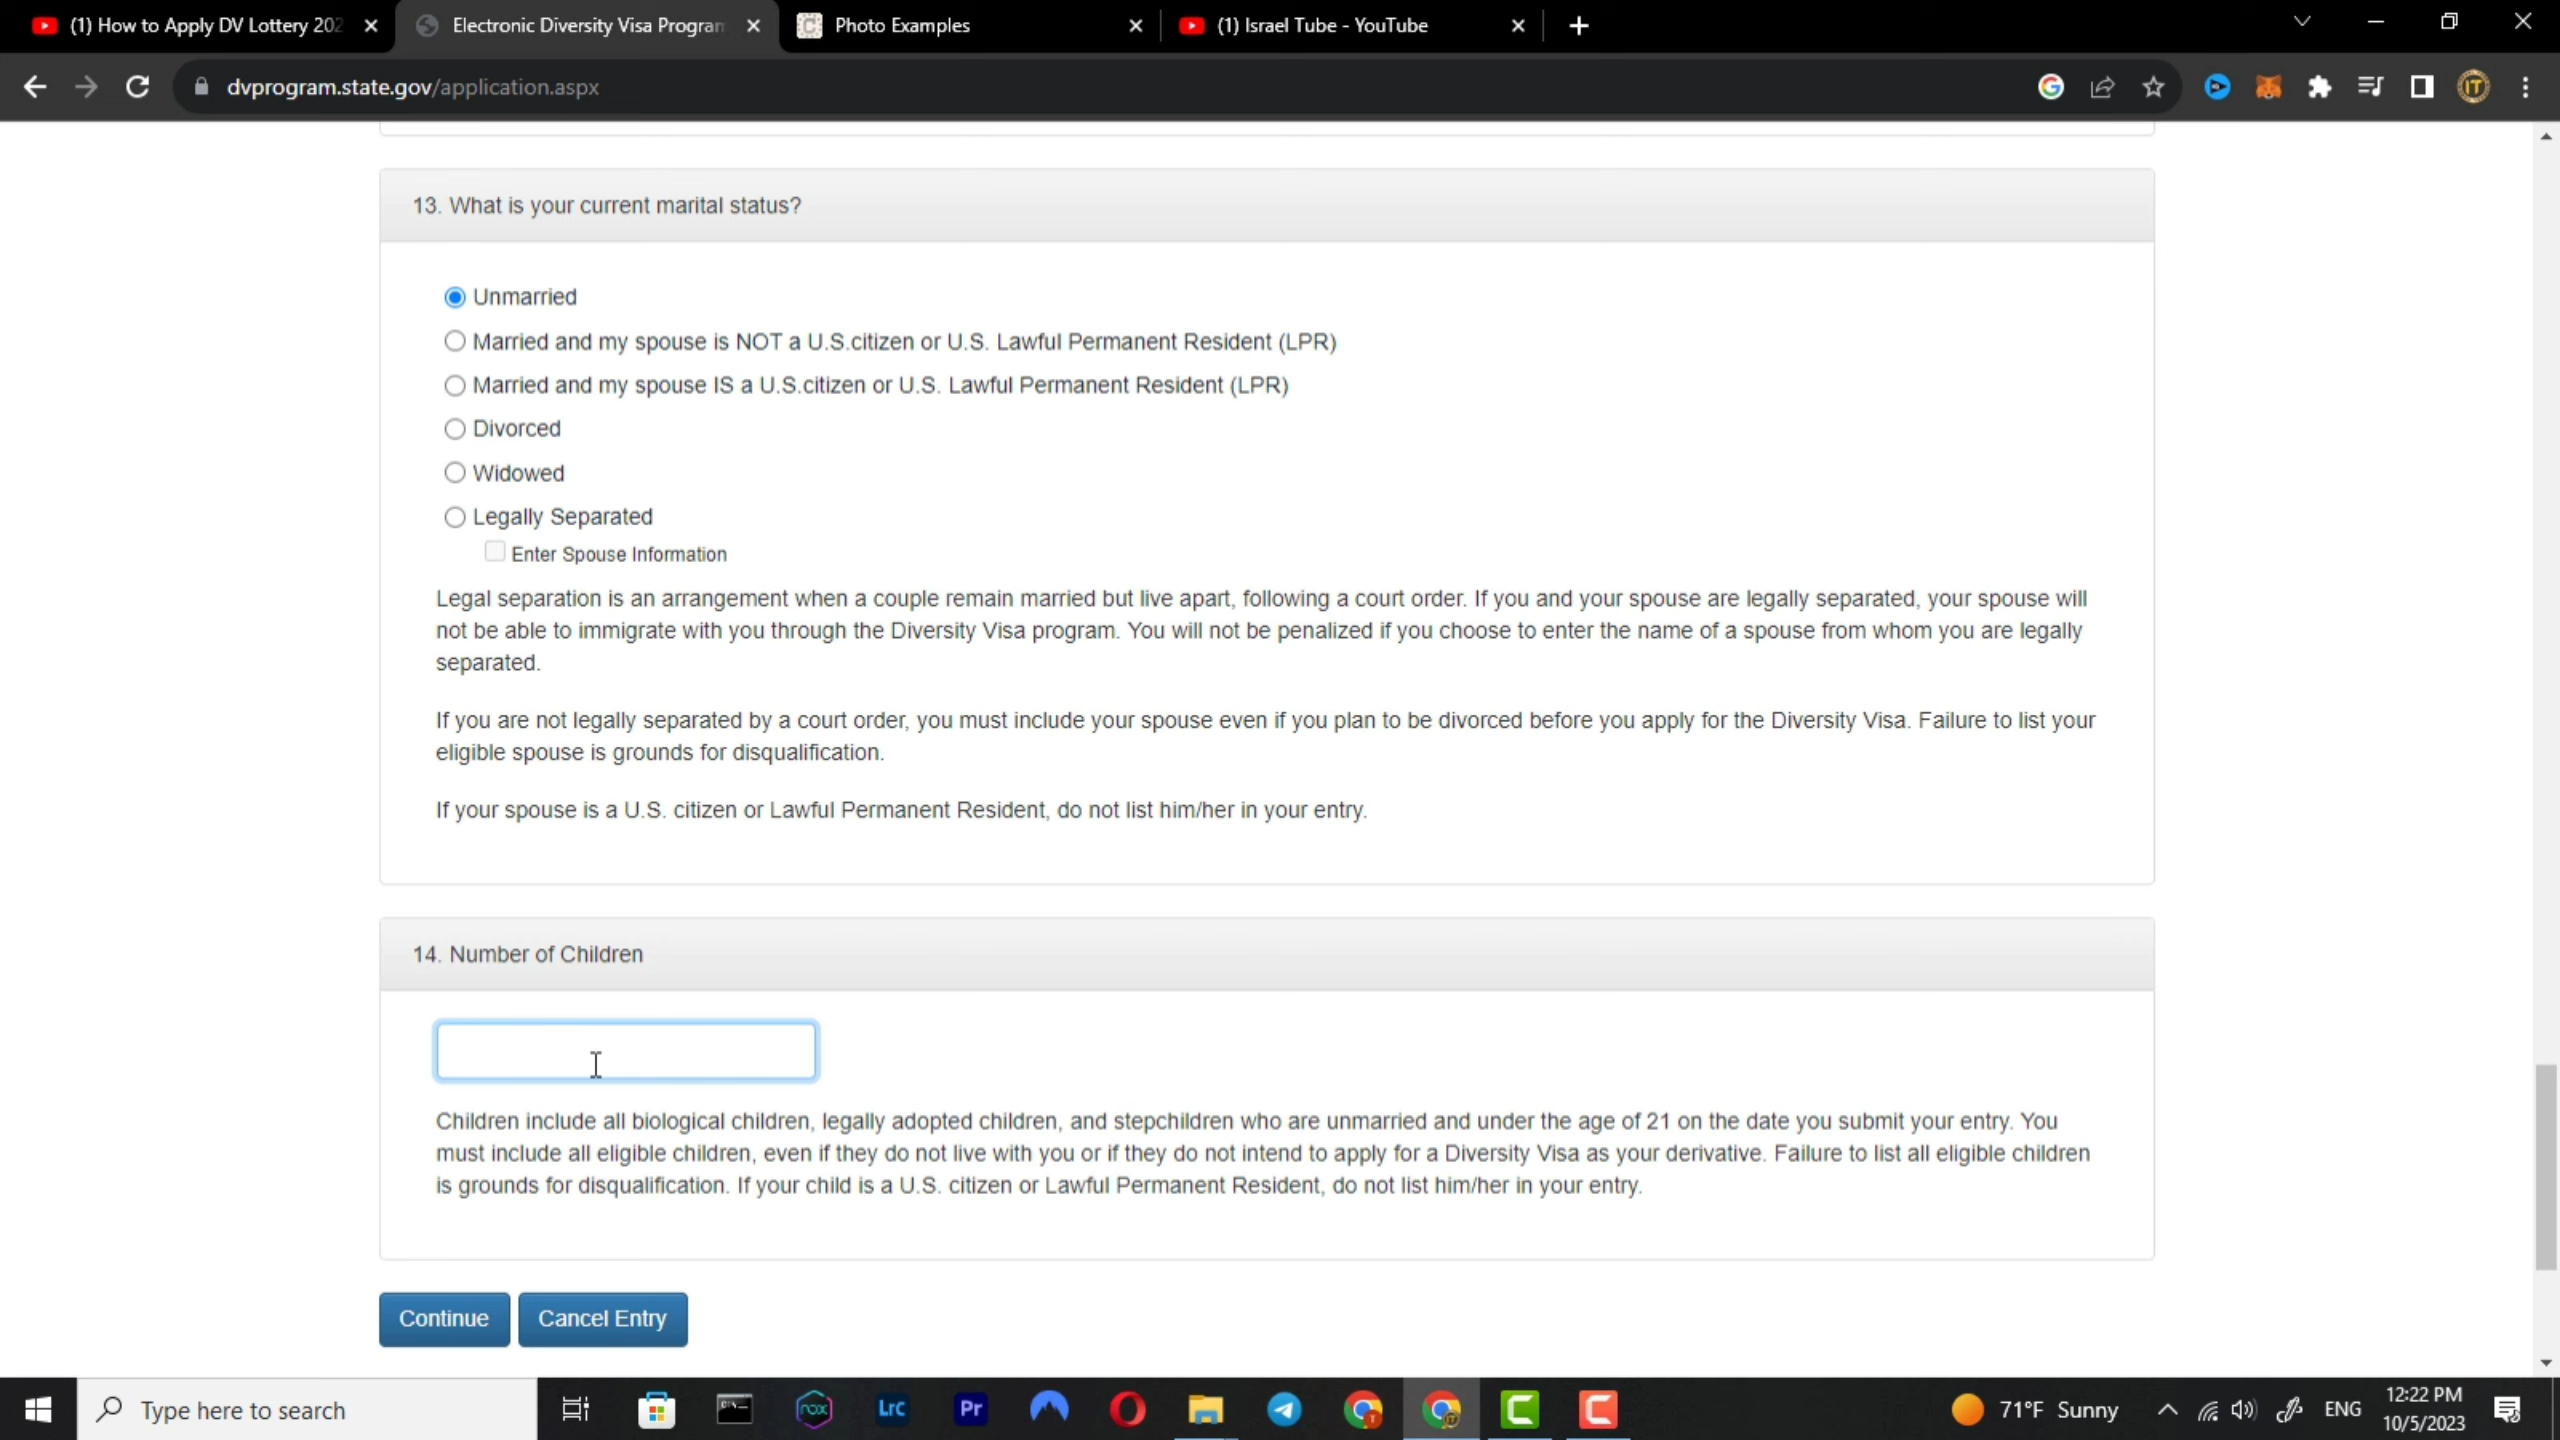 (1) How to Apply DV Lottery 202
Electronic Diversity Visa Program
Photo Examples
(1) Israel Tube - YouTube
dvprogram.state.gov/application.aspx
13. What is your current marital status?
Unmarried
Married and my spouse is NOT a U.S.citizen or U.S. Lawful Permanent Resident (LPR)
Married and my spouse IS a U.S.citizen or U.S. Lawful Permanent Resident (LPR)
Divorced
Widowed
Legally Separated
Enter Spouse Information
Legal separation is an arrangement when a couple remain married but live apart, following a court order. If you and your spouse are legally separated, your spouse will
not be able to immigrate with you through the Diversity Visa program. You will not be penalized if you choose to enter the name of a spouse from whom you are legally
separated.
If you are not legally separated by a court order, you must include your spouse even if you plan to be divorced before you apply for the Diversity Visa. Failure to list your
eligible spouse is grounds for disqualification.
If your spouse is a U.S. citizen or Lawful Permanent Resident, do not list him/her in your entry.
14. Number of Children
Children include all biological children, legally adopted children, and stepchildren who are unmarried and under the age of 21 on the date you submit your entry. You
must include all eligible children, even if they do not live with you or if they do not intend to apply for a Diversity Visa as your derivative. Failure to list all eligible children
is grounds for disqualification. If your child is a U.S. citizen or Lawful Permanent Resident, do not list him/her in your entry.
Continue
Cancel Entry
Type here to search
nox
LrC
Pr
71°F Sunny
ENG
12:22 PM
10/5/2023